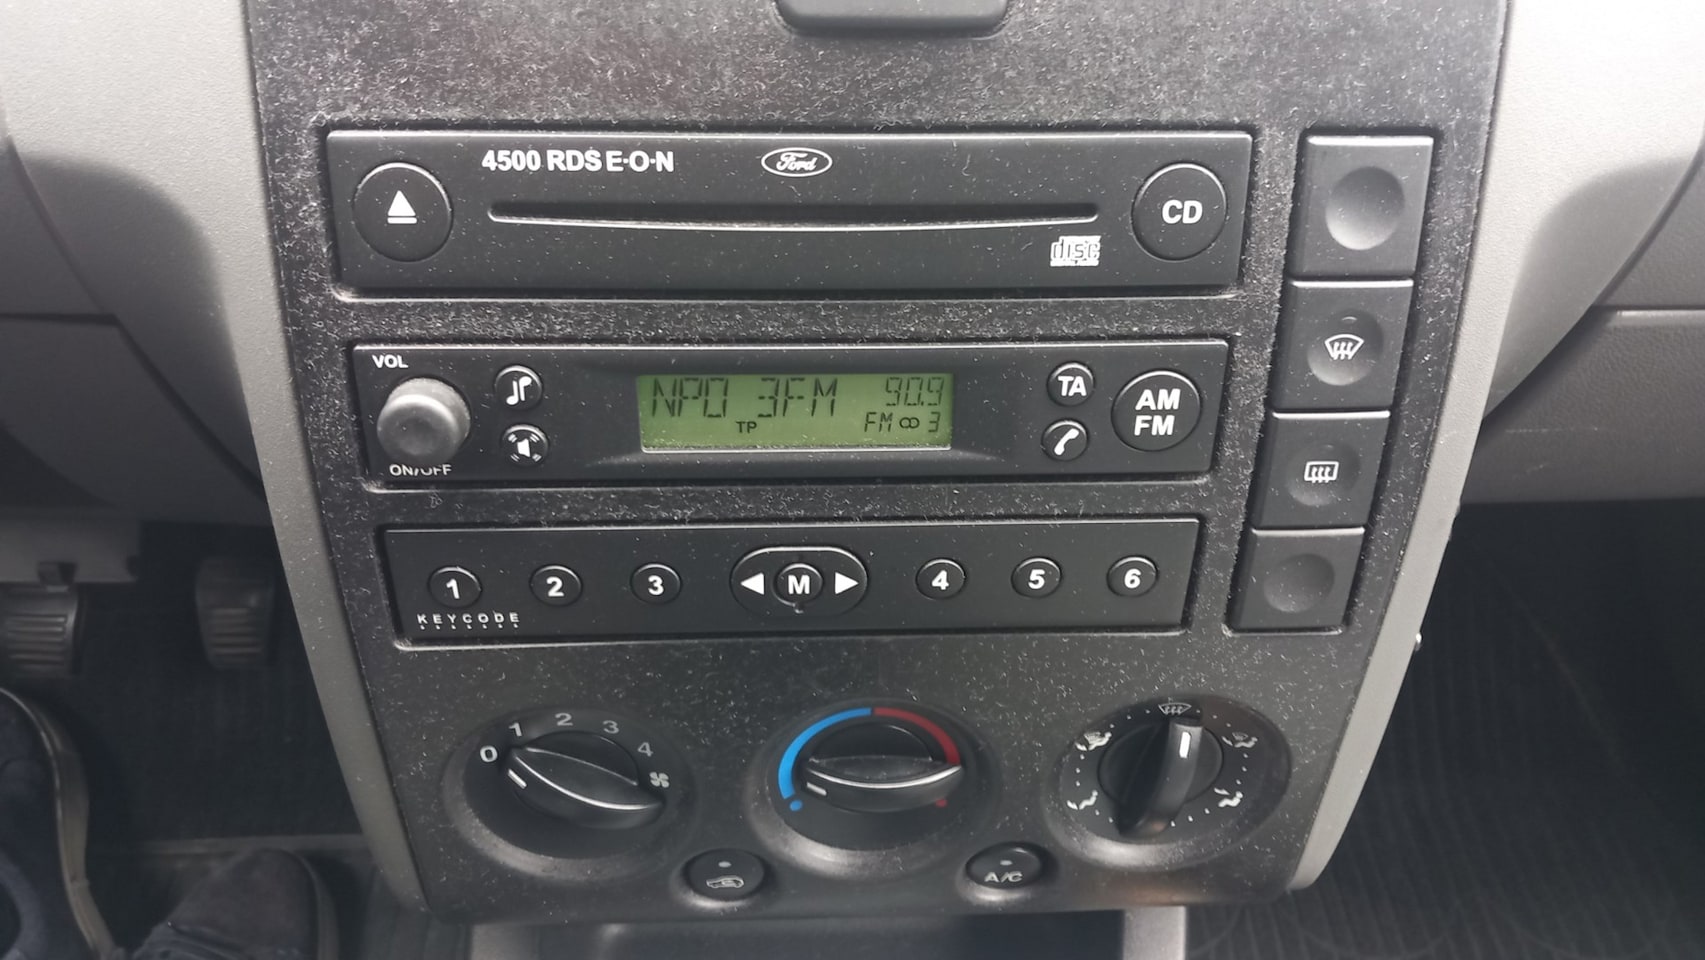 4500 RDS E·O·N
Ford
CD
disc
VOL
NPO 3FM 90.9
TP FM 3
TA
AM
FM
ON/OFF
1 2 3 M 4 5 6
KEYCODE
0 1 2 3 4
A/C